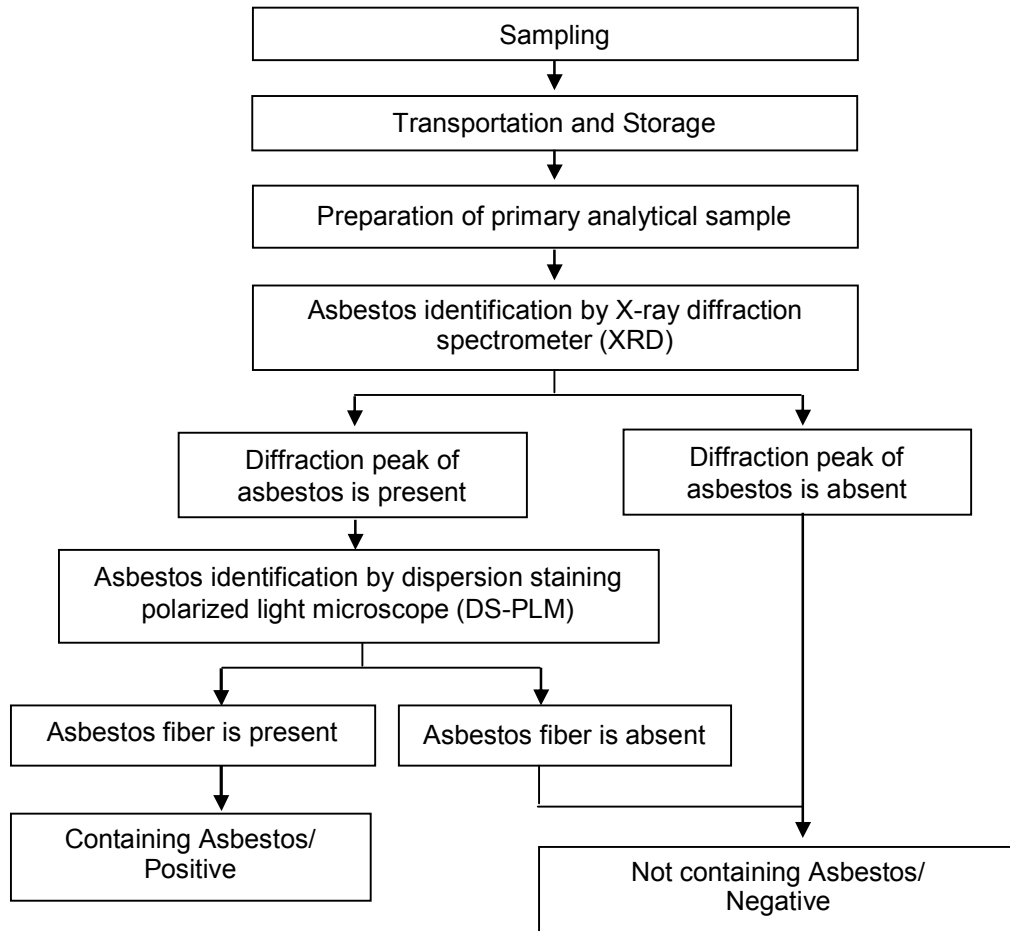 Sampling
Transportation and Storage
Preparation of primary analytical sample
Asbestos identification by X-ray diffraction
spectrometer (XRD)
Diffraction peak of
asbestos is present
Diffraction peak of
asbestos is absent
Asbestos identification by dispersion staining
polarized light microscope (DS-PLM)
Asbestos fiber is present
Asbestos fiber is absent
Containing Asbestos/
Positive
Not containing Asbestos/
Negative